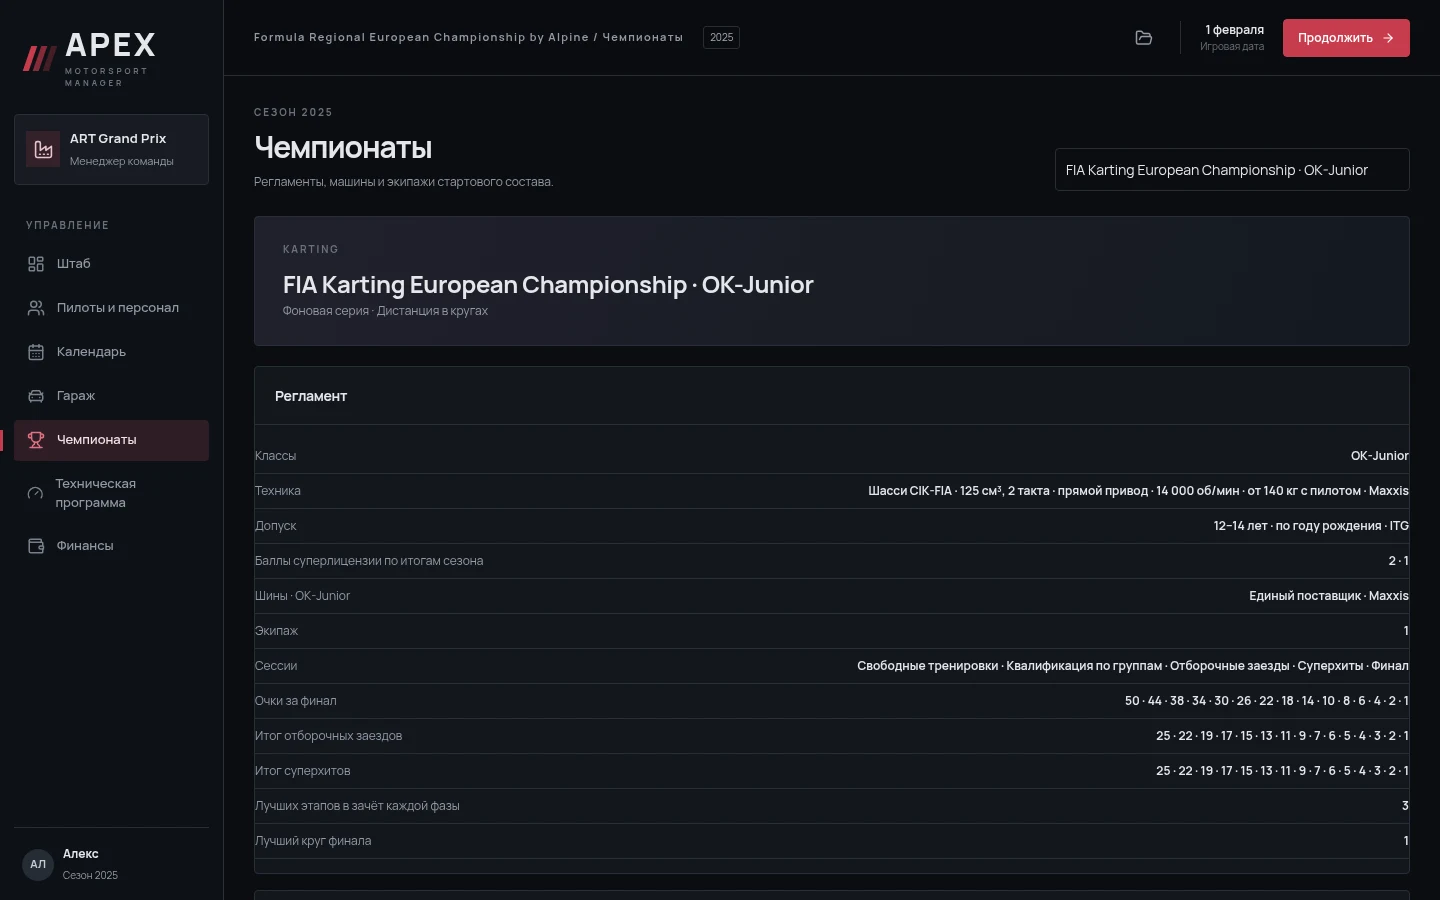 APEX
MOTORSPORT
MANAGER
ART Grand Prix
Менеджер команды
УПРАВЛЕНИЕ
Штаб
Пилоты и персонал
Календарь
Гараж
Чемпионаты
Техническая
программа
Финансы
АЛ
Алекс
Сезон 2025
Formula Regional European Championship by Alpine / Чемпионаты
2025
1 февраля
Игровая дата
Продолжить
СЕЗОН 2025
Чемпионаты
Регламенты, машины и экипажи стартового состава.
FIA Karting European Championship · OK-Junior
KARTING
FIA Karting European Championship · OK-Junior
Фоновая серия · Дистанция в кругах
Регламент
Классы OK-Junior
Техника Шасси CIK-FIA · 125 см³, 2 такта · прямой привод · 14 000 об/мин · от 140 кг с пилотом · Maxxis
Допуск 12–14 лет · по году рождения · ITG
Баллы суперлицензии по итогам сезона 2 · 1
Шины · OK-Junior Единый поставщик · Maxxis
Экипаж 1
Сессии Свободные тренировки · Квалификация по группам · Отборочные заезды · Суперхиты · Финал
Очки за финал 50 · 44 · 38 · 34 · 30 · 26 · 22 · 18 · 14 · 10 · 8 · 6 · 4 · 2 · 1
Итог отборочных заездов 25 · 22 · 19 · 17 · 15 · 13 · 11 · 9 · 7 · 6 · 5 · 4 · 3 · 2 · 1
Итог суперхитов 25 · 22 · 19 · 17 · 15 · 13 · 11 · 9 · 7 · 6 · 5 · 4 · 3 · 2 · 1
Лучших этапов в зачёт каждой фазы 3
Лучший круг финала 1